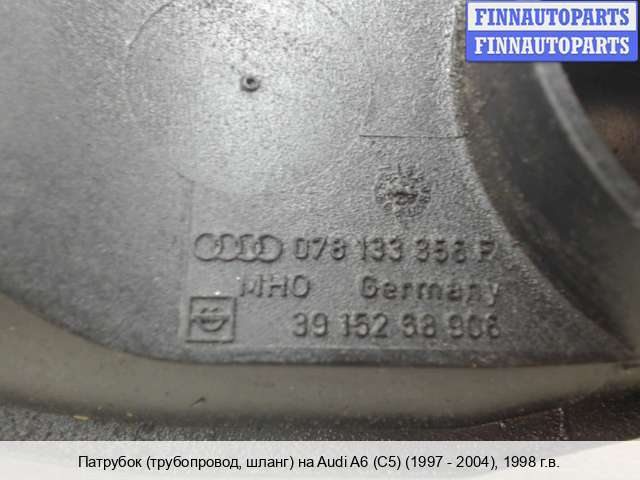 FINNAUTOPARTS
FINNAUTOPARTS
078 133 356 F
MHO Germany
39 152 98 906
Патрубок (трубопровод, шланг) на Audi A6 (C5) (1997 - 2004), 1998 г.в.